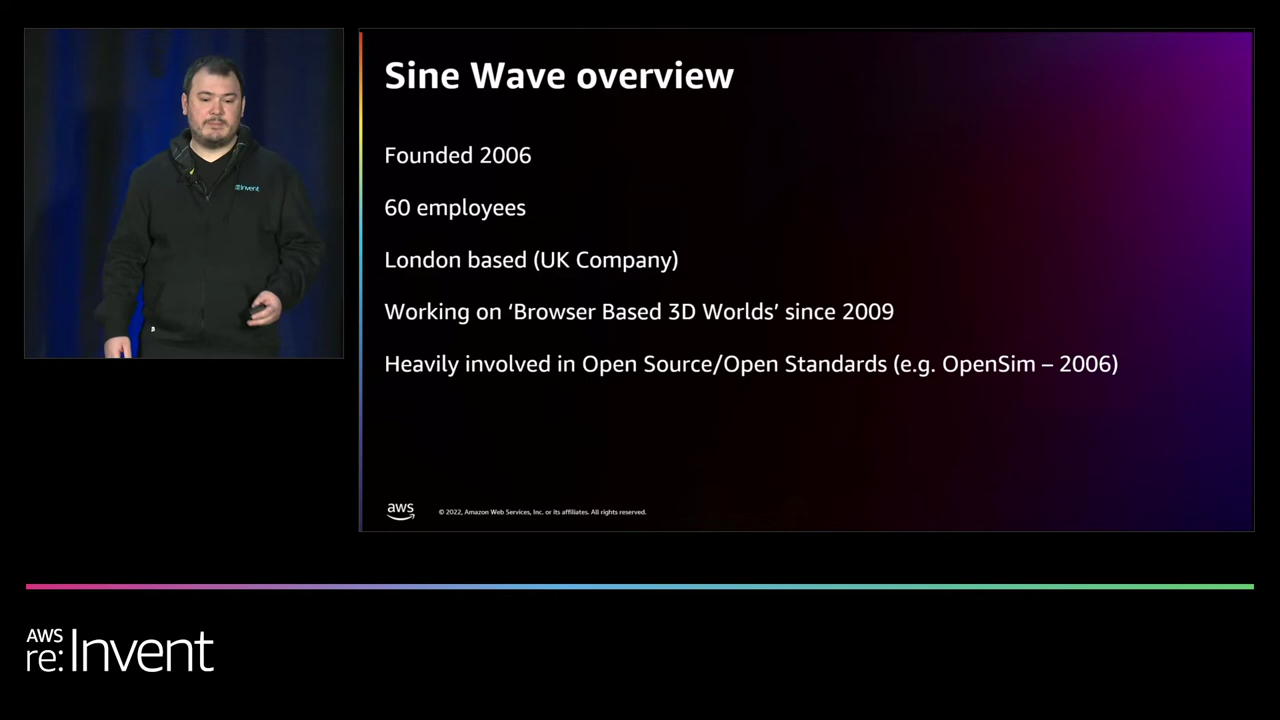 re:Invent
Sine Wave overview
Founded 2006
60 employees
London based (UK Company)
Working on ‘Browser Based 3D Worlds’ since 2009
Heavily involved in Open Source/Open Standards (e.g. OpenSim – 2006)
aws
© 2022, Amazon Web Services, Inc. or its affiliates. All rights reserved.
AWS
re:Invent